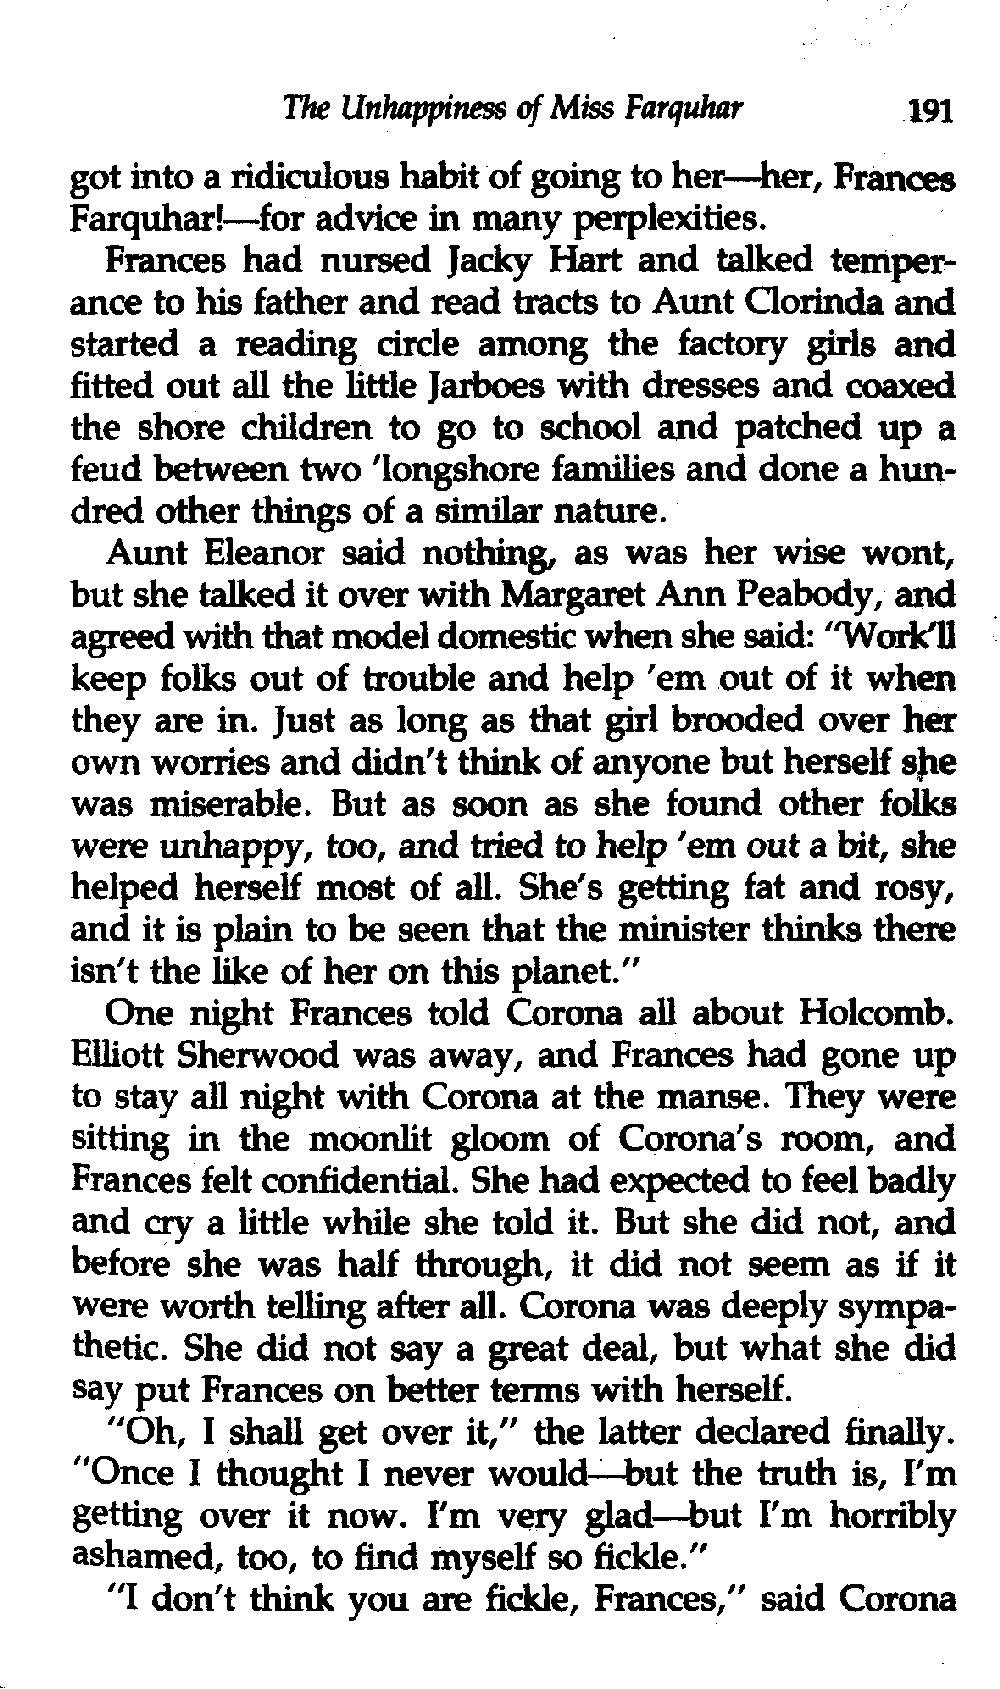 The Unhappiness of Miss Farquhar 191
got into a ridiculous habit of going to her—her, Frances
Farquhar!—for advice in many perplexities.
Frances had nursed Jacky Hart and talked temper-
ance to his father and read tracts to Aunt Clorinda and
started a reading circle among the factory girls and
fitted out all the little Jarboes with dresses and coaxed
the shore children to go to school and patched up a
feud between two 'longshore families and done a hun-
dred other things of a similar nature.
Aunt Eleanor said nothing, as was her wise wont,
but she talked it over with Margaret Ann Peabody, and
agreed with that model domestic when she said: "Work'll
keep folks out of trouble and help 'em out of it when
they are in. Just as long as that girl brooded over her
own worries and didn't think of anyone but herself she
was miserable. But as soon as she found other folks
were unhappy, too, and tried to help 'em out a bit, she
helped herself most of all. She's getting fat and rosy,
and it is plain to be seen that the minister thinks there
isn't the like of her on this planet."
One night Frances told Corona all about Holcomb.
Elliott Sherwood was away, and Frances had gone up
to stay all night with Corona at the manse. They were
sitting in the moonlit gloom of Corona's room, and
Frances felt confidential. She had expected to feel badly
and cry a little while she told it. But she did not, and
before she was half through, it did not seem as if it
were worth telling after all. Corona was deeply sympa-
thetic. She did not say a great deal, but what she did
say put Frances on better terms with herself.
"Oh, I shall get over it," the latter declared finally.
"Once I thought I never would—but the truth is, I'm
getting over it now. I'm very glad—but I'm horribly
ashamed, too, to find myself so fickle."
"I don't think you are fickle, Frances," said Corona